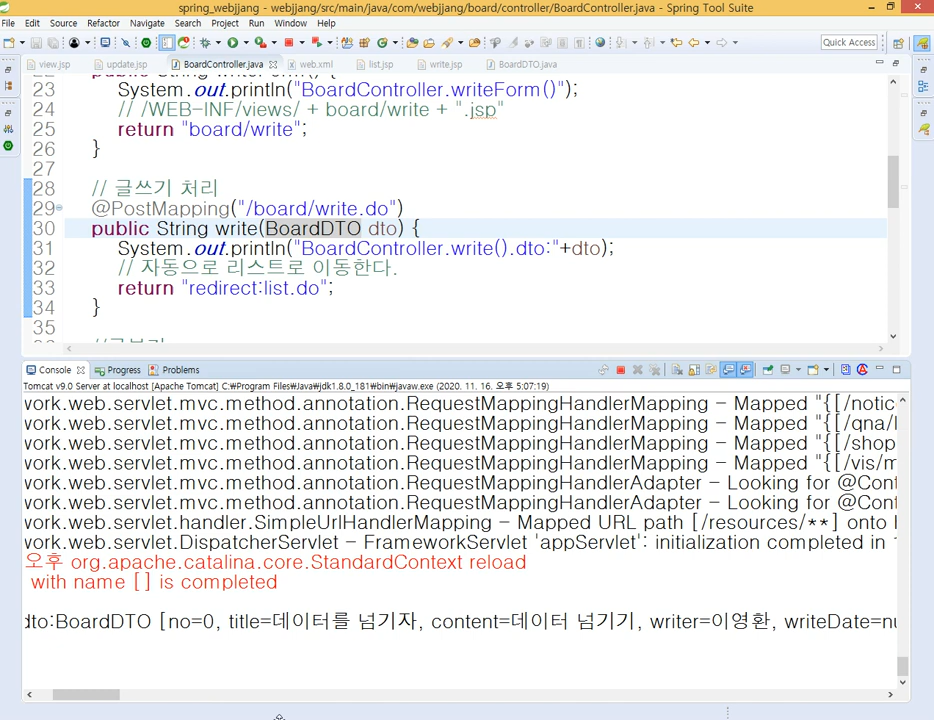 spring_webjjang - webjjang/src/main/java/com/webjjang/board/controller/BoardController.java - Spring Tool Suite
File Edit Source Refactor Navigate Search Project Run Window Help
Quick Access
view.jsp update.jsp BoardController.java web.xml list.jsp write.jsp BoardDTO.java
23 System.out.println("BoardController.writeForm()");
24 // /WEB-INF/views/ + board/write + ".jsp"
25 return "board/write";
26 }
27
28 // 글쓰기 처리
29 @PostMapping("/board/write.do")
30 public String write(BoardDTO dto) {
31 System.out.println("BoardController.write().dto:"+dto);
32 // 자동으로 리스트로 이동한다.
33 return "redirect:list.do";
34 }
35
Console Progress Problems
Tomcat v9.0 Server at localhost [Apache Tomcat] C:₩Program Files₩Java₩jdk1.8.0_181₩bin₩javaw.exe (2020. 11. 16. 오후 5:07:19)
work.web.servlet.mvc.method.annotation.RequestMappingHandlerMapping - Mapped "{[/notic
work.web.servlet.mvc.method.annotation.RequestMappingHandlerMapping - Mapped "{[/qna/
work.web.servlet.mvc.method.annotation.RequestMappingHandlerMapping - Mapped "{[/shop
work.web.servlet.mvc.method.annotation.RequestMappingHandlerMapping - Mapped "{[/vis/m
work.web.servlet.mvc.method.annotation.RequestMappingHandlerAdapter - Looking for @Cont
work.web.servlet.mvc.method.annotation.RequestMappingHandlerAdapter - Looking for @Cont
work.web.servlet.handler.SimpleUrlHandlerMapping - Mapped URL path [/resources/**] onto
work.web.servlet.DispatcherServlet - FrameworkServlet 'appServlet': initialization completed in
오후 org.apache.catalina.core.StandardContext reload
with name [] is completed
dto:BoardDTO [no=0, title=데이터를 넘기자, content=데이터 넘기기, writer=이영환, writeDate=nu